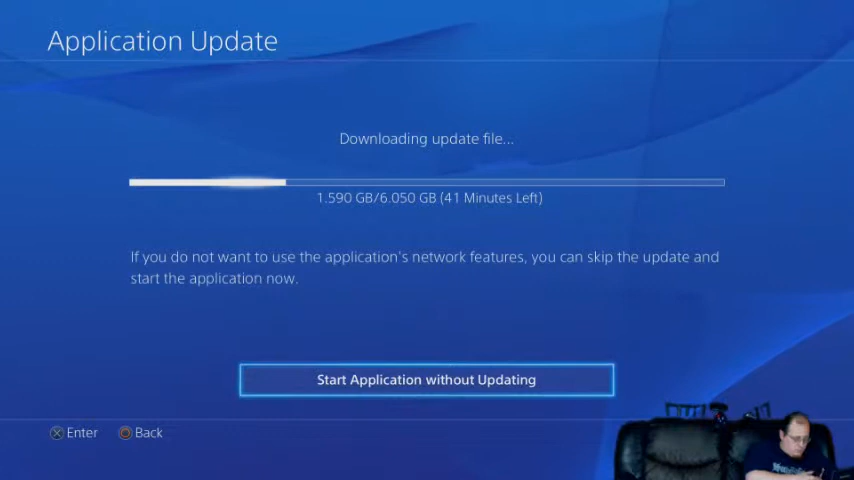 Application Update
Downloading update file...
1.590 GB/6.050 GB (41 Minutes Left)
If you do not want to use the application's network features, you can skip the update and
start the application now.
Start Application without Updating
Enter Back